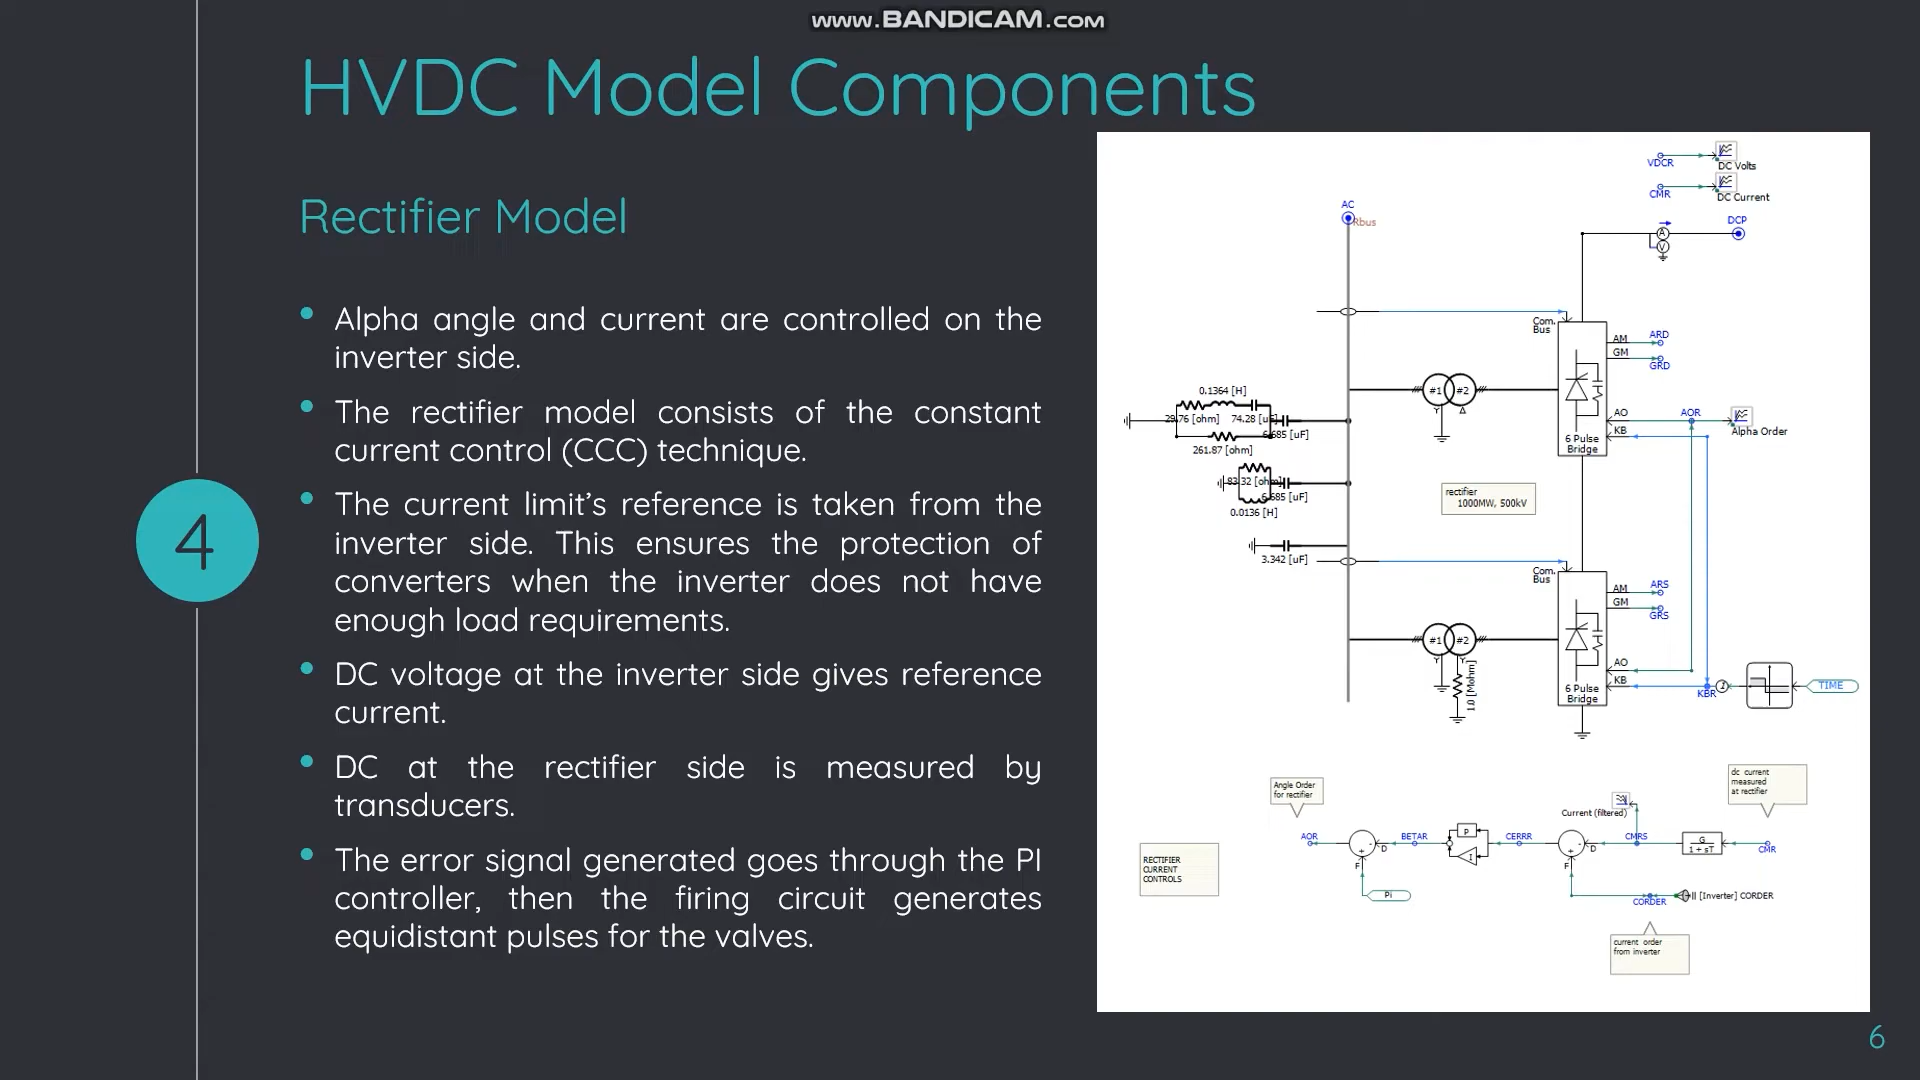 www.BANDICAM.com
HVDC Model Components
Rectifier Model
• Alpha angle and current are controlled on the
inverter side.
• The rectifier model consists of the constant
current control (CCC) technique.
• The current limit’s reference is taken from the
inverter side. This ensures the protection of
converters when the inverter does not have
enough load requirements.
• DC voltage at the inverter side gives reference
current.
• DC at the rectifier side is measured by
transducers.
• The error signal generated goes through the PI
controller, then the firing circuit generates
equidistant pulses for the valves.
4
VDCR
DC Volts
CMR
DC Current
AC
Rbus
DCP
A
V
Com.
Bus
AM
ARD
GM
GRD
#1 #2
0.1364 [H]
29.76 [ohm] 74.28 [uF]
6.685 [uF]
261.87 [ohm]
AO
AOR
Alpha Order
KB
6 Pulse
Bridge
83.32 [ohm]
6.685 [uF]
0.0136 [H]
rectifier
1000MW, 500kV
3.342 [uF]
Com.
Bus
AM
ARS
GM
GRS
#1 #2
1.0 [Mohm]
AO
KB
6 Pulse
Bridge
KBR
TIME
Angle Order
for rectifier
dc current
measured
at rectifier
Current (filtered)
AOR
D
BETAR
P
I
CERRR
D
CMRS
G
1 + sT
CMR
F
F
Pi
RECTIFIER
CURRENT
CONTROLS
CORDER
[Inverter] CORDER
current order
from inverter
6